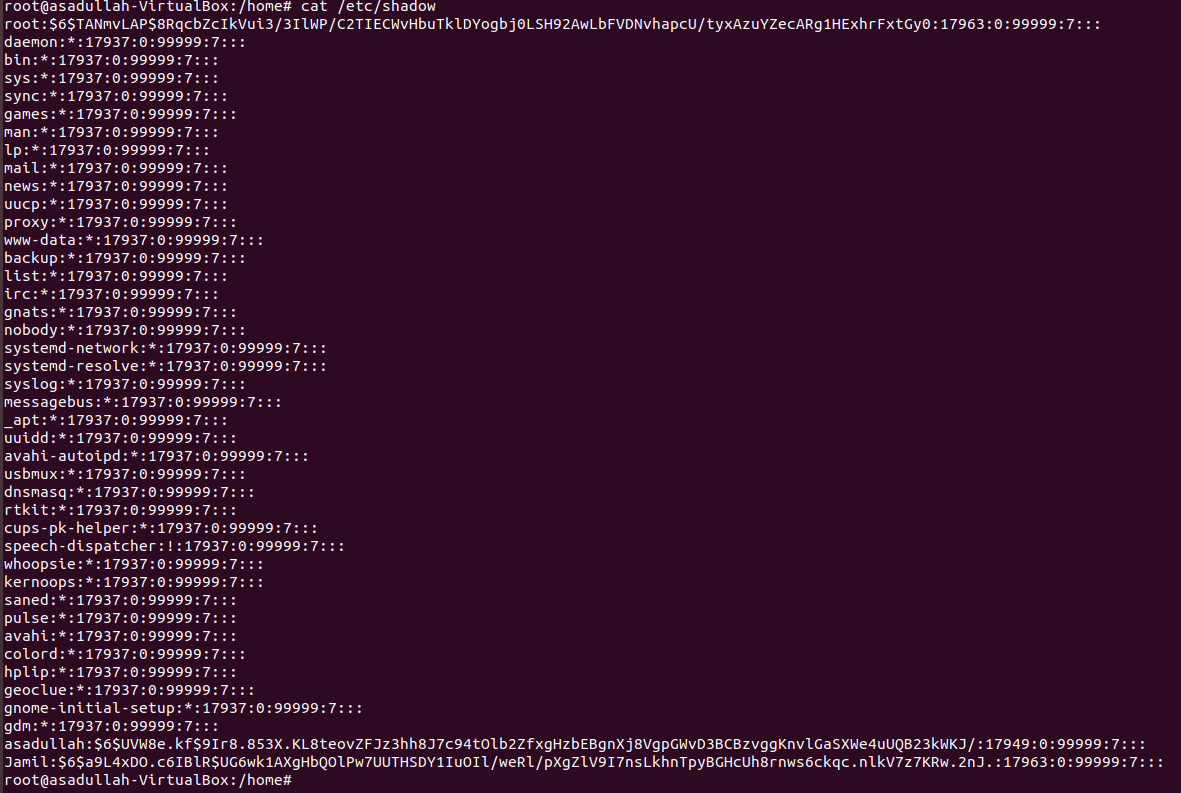 root@asadullah-VirtualBox:/home# cat /etc/shadow
root:$6$TANmvLAP$8RqcbZcIkVui3/3IlWP/C2TIECWvHbuTklDYogbj0LSH92AwLbFVDNvhapcU/tyxAzuYZecARg1HExhrFxtGy0:17963:0:99999:7:::
daemon:*:17937:0:99999:7:::
bin:*:17937:0:99999:7:::
sys:*:17937:0:99999:7:::
sync:*:17937:0:99999:7:::
games:*:17937:0:99999:7:::
man:*:17937:0:99999:7:::
lp:*:17937:0:99999:7:::
mail:*:17937:0:99999:7:::
news:*:17937:0:99999:7:::
uucp:*:17937:0:99999:7:::
proxy:*:17937:0:99999:7:::
www-data:*:17937:0:99999:7:::
backup:*:17937:0:99999:7:::
list:*:17937:0:99999:7:::
irc:*:17937:0:99999:7:::
gnats:*:17937:0:99999:7:::
nobody:*:17937:0:99999:7:::
systemd-network:*:17937:0:99999:7:::
systemd-resolve:*:17937:0:99999:7:::
syslog:*:17937:0:99999:7:::
messagebus:*:17937:0:99999:7:::
_apt:*:17937:0:99999:7:::
uuidd:*:17937:0:99999:7:::
avahi-autoipd:*:17937:0:99999:7:::
usbmux:*:17937:0:99999:7:::
dnsmasq:*:17937:0:99999:7:::
rtkit:*:17937:0:99999:7:::
cups-pk-helper:*:17937:0:99999:7:::
speech-dispatcher:!:17937:0:99999:7:::
whoopsie:*:17937:0:99999:7:::
kernoops:*:17937:0:99999:7:::
saned:*:17937:0:99999:7:::
pulse:*:17937:0:99999:7:::
avahi:*:17937:0:99999:7:::
colord:*:17937:0:99999:7:::
hplip:*:17937:0:99999:7:::
geoclue:*:17937:0:99999:7:::
gnome-initial-setup:*:17937:0:99999:7:::
gdm:*:17937:0:99999:7:::
asadullah:$6$UVW8e.kf$9Ir8.853X.KL8teovZFJz3hh8J7c94tOlb2ZfxgHzbEBgnXj8VgpGWvD3BCBzvggKnvlGaSXWe4uUQB23kWKJ/:17949:0:99999:7:::
Jamil:$6$a9L4xDO.c6IBlR$UG6wk1AXgHbQOlPw7UUTHSDY1IuOIl/weRl/pXgZlV9I7nsLkhnTpyBGHcUh8rnws6ckqc.nlkV7z7KRw.2nJ.:17963:0:99999:7:::
root@asadullah-VirtualBox:/home#